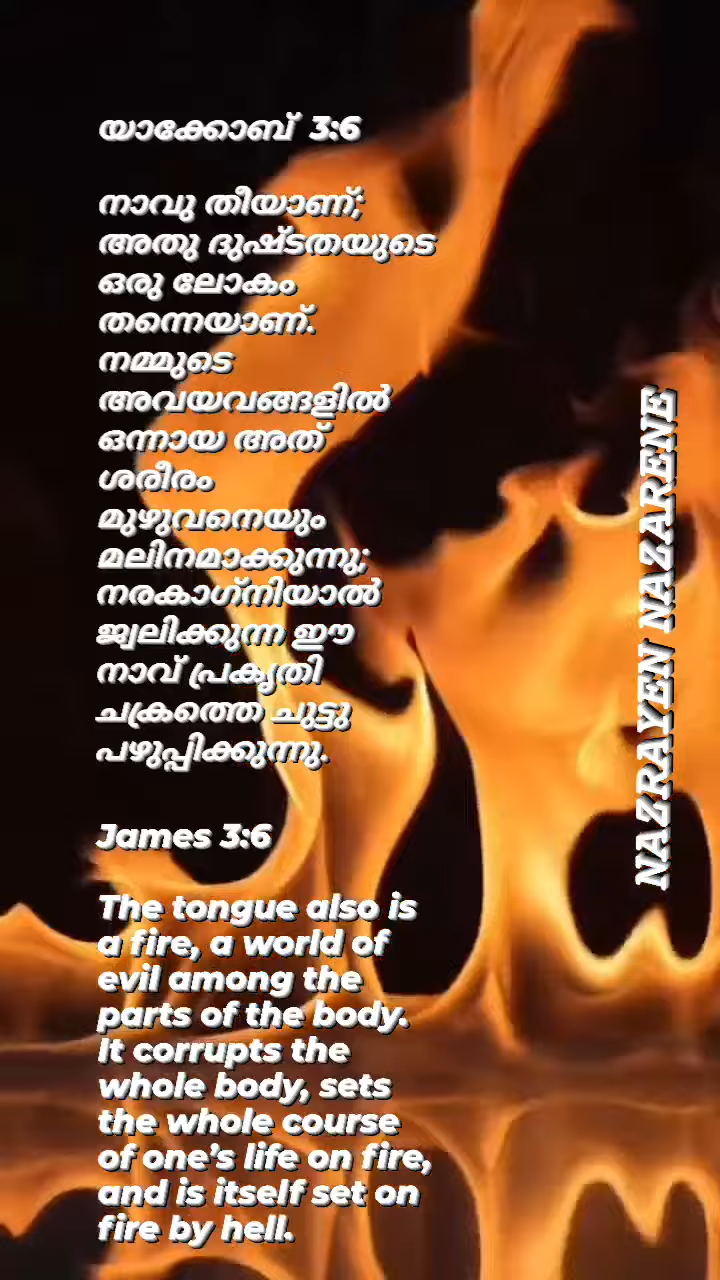 യാക്കോബ് 3:6
നാവു തീയാണ്;
അതു ദുഷ്ടതയുടെ
ഒരു ലോകം
തന്നെയാണ്.
നമ്മുടെ
അവയവങ്ങളിൽ
ഒന്നായ അത്
ശരീരം
മുഴുവനെയും
മലിനമാക്കുന്നു;
നരകാഗ്നിയാൽ
ജ്വലിക്കുന്ന ഈ
നാവ് പ്രകൃതി
ചക്രത്തെ ചുട്ടു
പഴുപ്പിക്കുന്നു.
James 3:6
The tongue also is
a fire, a world of
evil among the
parts of the body.
It corrupts the
whole body, sets
the whole course
of one's life on fire,
and is itself set on
fire by hell.
NAZRAYEN NAZARENE